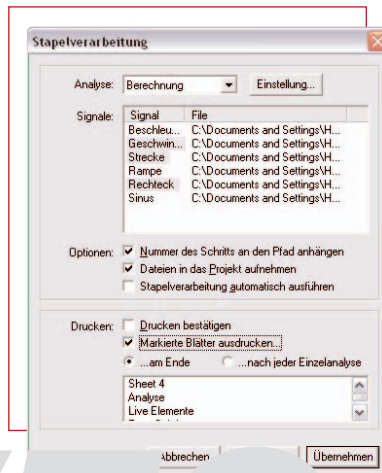 Stapelverarbeitung
Analyse: Berechnung Einstellung...
Signale: Signal File
Beschleu... C:\Documents and Settings\H...
Geschwin... C:\Documents and Settings\H...
Strecke C:\Documents and Settings\H...
Rampe C:\Documents and Settings\H...
Rechteck C:\Documents and Settings\H...
Sinus C:\Documents and Settings\H...
Optionen: Nummer des Schritts an den Pfad anhängen
Dateien in das Projekt aufnehmen
Stapelverarbeitung automatisch ausführen
Drucken: Drucken bestätigen
Markierte Blätter ausdrucken...
...am Ende ...nach jeder Einzelanalyse
Sheet 4
Analyse
Live Elemente
Übernehmen